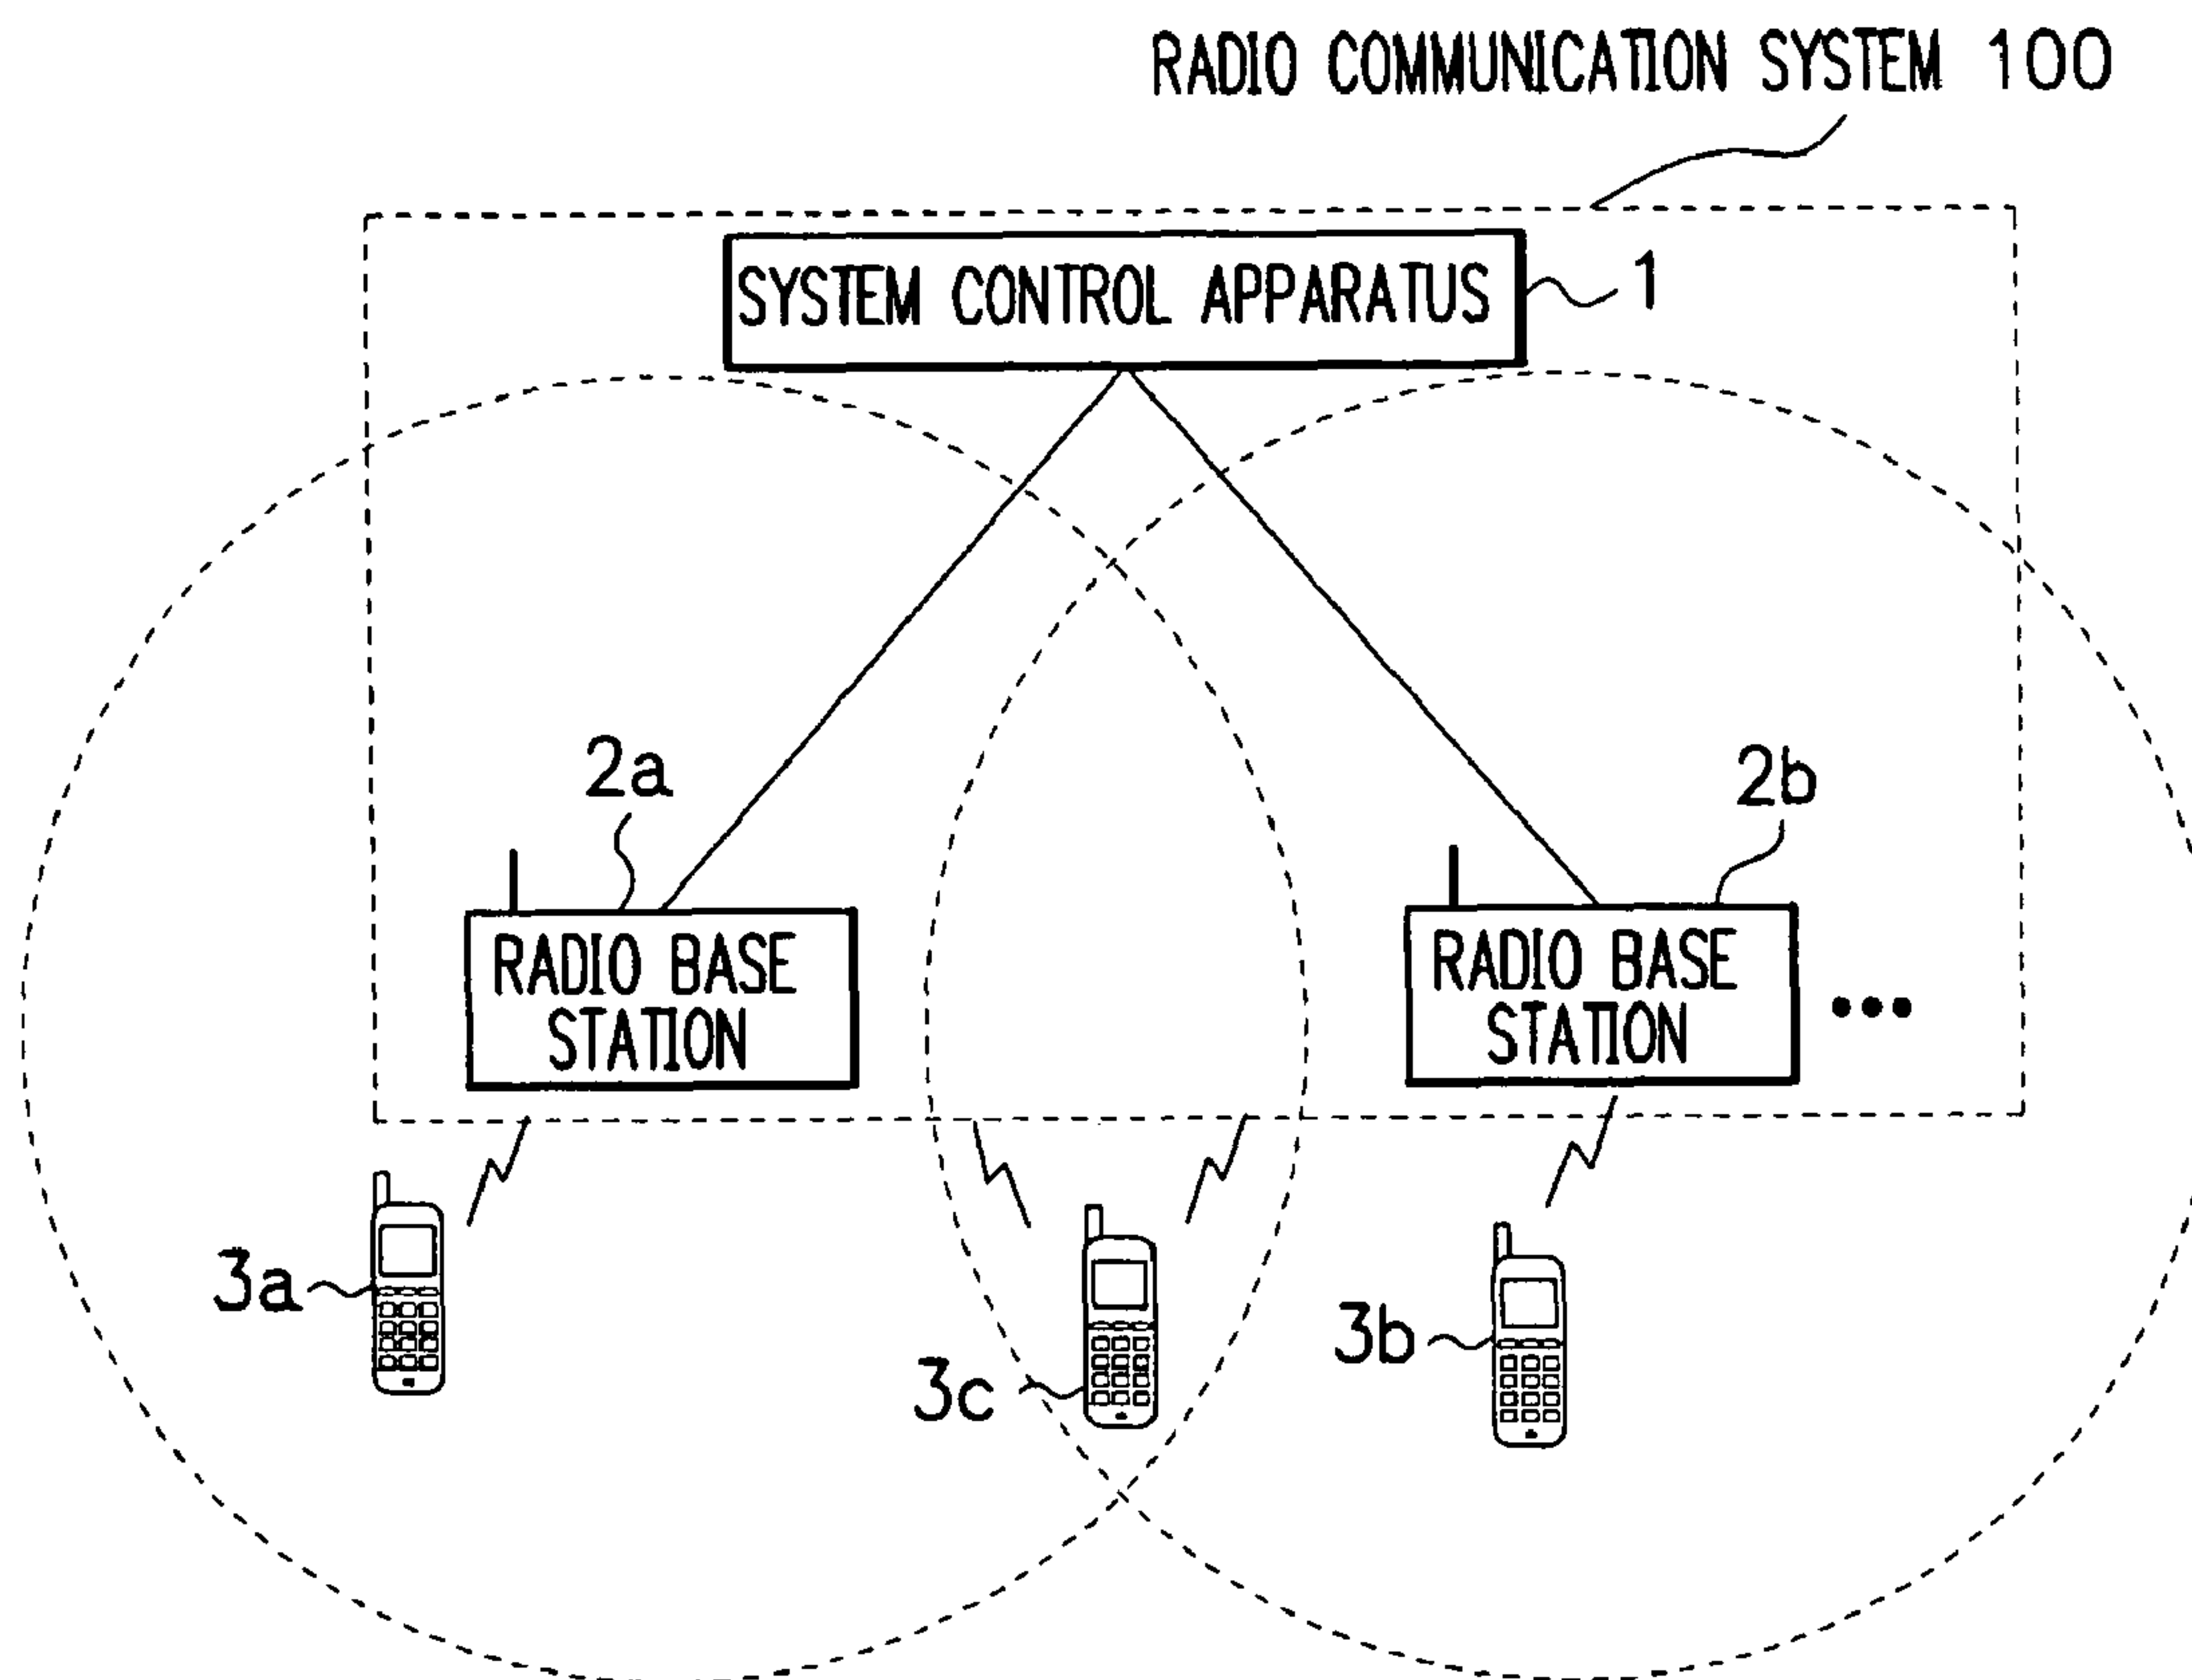 RADIO COMMUNICATION SYSTEM 100
SYSTEM CONTROL APPARATUS
1
2a
2b
RADIO BASE
STATION
RADIO BASE
STATION
3a
3c
3b